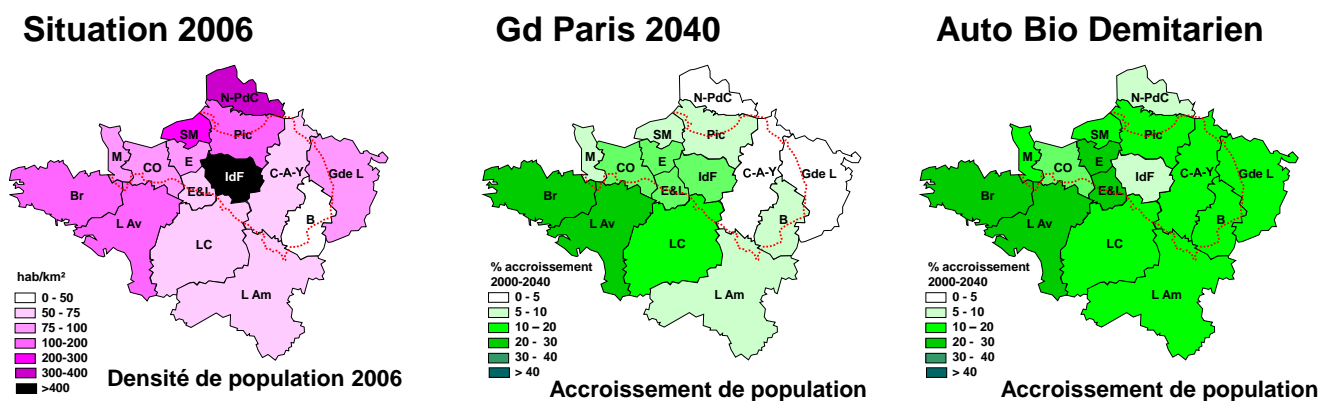 Situation 2006
N-PdC
SM
Pic
M
CO
E
IdF
C-A-Y
Gde L
E&L
Br
L Av
B
LC
L Am
hab/km²
0 - 50
50 - 75
75 - 100
100-200
200-300
300-400
>400
Densité de population 2006
Gd Paris 2040
N-PdC
SM
Pic
M
CO
E
IdF
C-A-Y
Gde L
E&L
Br
L Av
B
LC
L Am
% accroissement
2000-2040
0 - 5
5 - 10
10 – 20
20 - 30
30 - 40
> 40
Accroissement de population
Auto Bio Demitarien
N-PdC
SM
Pic
M
CO
E
IdF
C-A-Y
Gde L
E&L
Br
L Av
B
LC
L Am
% accroissement
2000-2040
0 - 5
5 - 10
10 – 20
20 - 30
30 - 40
> 40
Accroissement de population